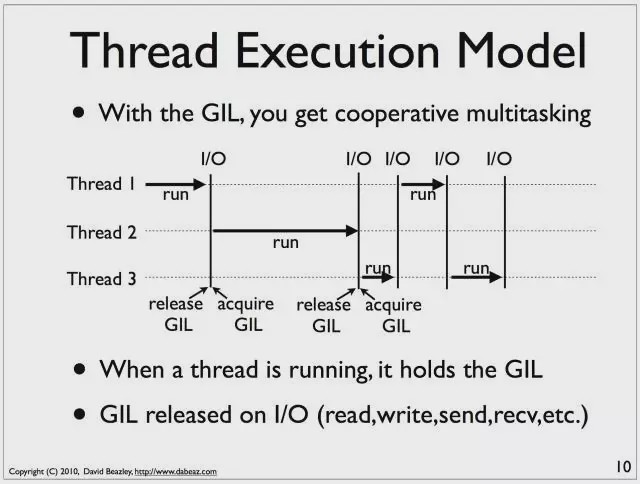 Thread Execution Model
• With the GIL, you get cooperative multitasking
I/O I/O I/O I/O I/O
Thread 1
run run
Thread 2
run
run run
Thread 3
release acquire release acquire
GIL GIL GIL GIL
• When a thread is running, it holds the GIL
• GIL released on I/O (read,write,send,recv,etc.)
Copyright (C) 2010, David Beazley, http://www.dabeaz.com
10